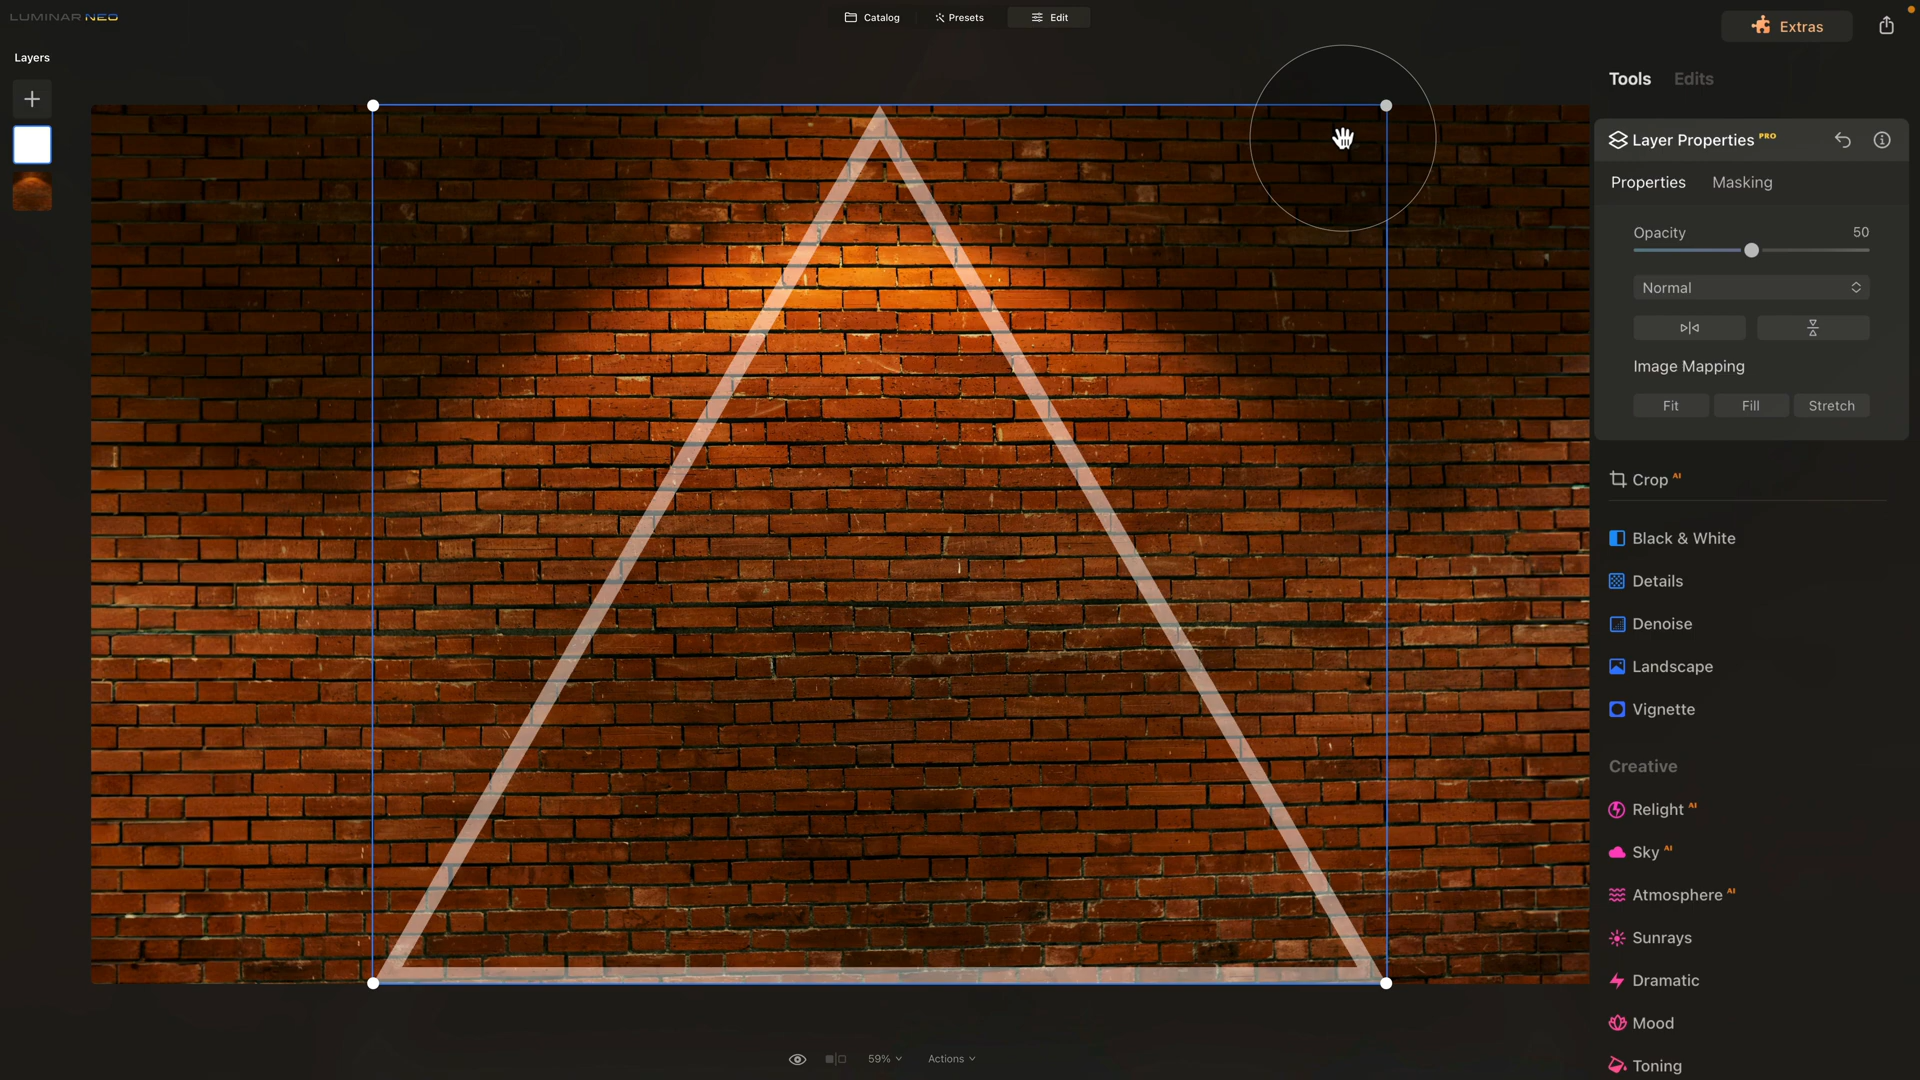 LUMINAR NEO
Catalog
Presets
Edit
Extras
Layers
Tools
Edits
Layer Properties PRO
Properties
Masking
Opacity
50
Normal
Image Mapping
Fit
Fill
Stretch
Crop AI
Black & White
Details
Denoise
Landscape
Vignette
Creative
Relight AI
Sky AI
Atmosphere AI
Sunrays
Dramatic
Mood
Toning
59%
Actions